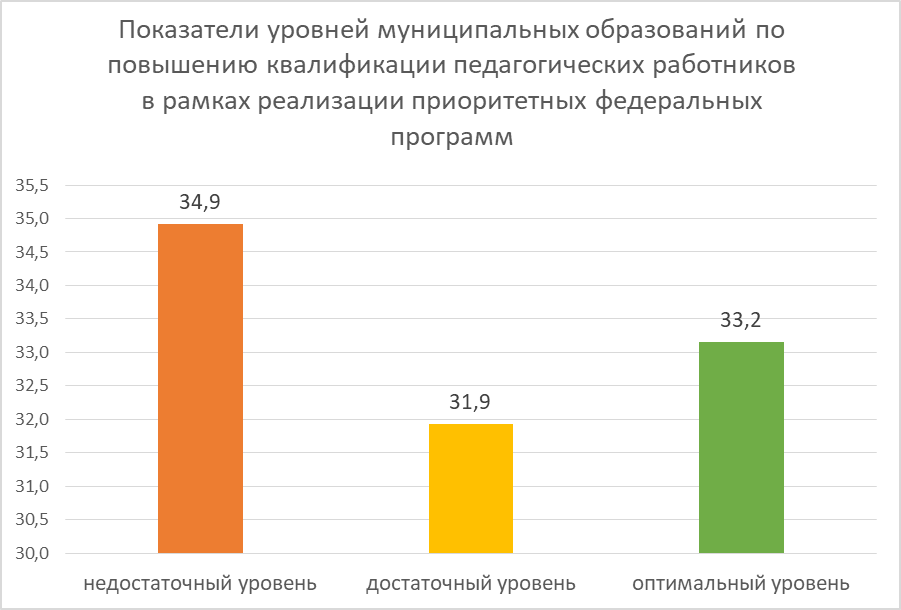 Показатели уровней муниципальных образований по
повышению квалификации педагогических работников
в рамках реализации приоритетных федеральных
программ
35,5
35,0
34,5
34,0
33,5
33,0
32,5
32,0
31,5
31,0
30,5
30,0
34,9
31,9
33,2
недостаточный уровень
достаточный уровень
оптимальный уровень